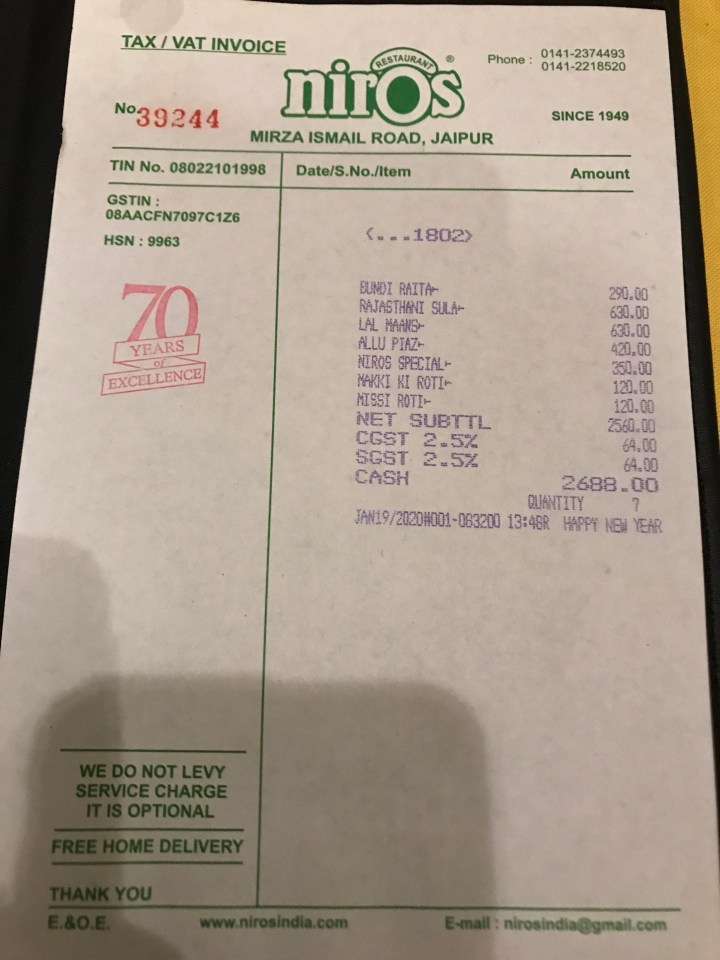 TAX / VAT INVOICE
RESTAURANT
niros ®
Phone : 0141-2374493
0141-2218520
No. 39244
SINCE 1949
MIRZA ISMAIL ROAD, JAIPUR
TIN No. 08022101998 Date/S.No./Item Amount
GSTIN :
08AACFN7097C1Z6
HSN : 9963
<...1802>
70
YEARS
of
EXCELLENCE
BUNDI RAITA 290.00
RAJASTHANI SULA 630.00
LAL MAANS 630.00
ALLU PIAZ 420.00
NIROS SPECIAL 350.00
MAKKI KI ROTI 120.00
MISSI ROTI 120.00
NET SUBTTL 2560.00
CGST 2.5% 64.00
SGST 2.5% 64.00
CASH 2688.00
QUANTITY 7
JAN19/2020#001-083200 13:48R HAPPY NEW YEAR
WE DO NOT LEVY
SERVICE CHARGE
IT IS OPTIONAL
FREE HOME DELIVERY
THANK YOU
E.&O.E. www.nirosindia.com E-mail : nirosindia@gmail.com